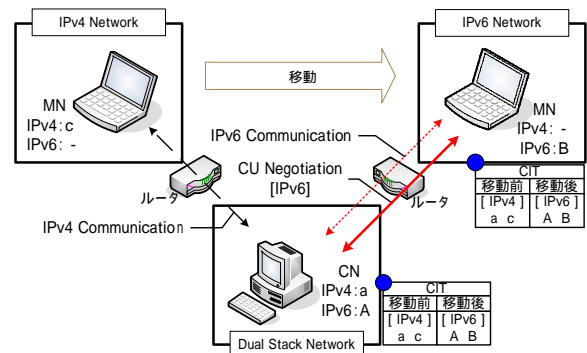 IPv4 Network
IPv6 Network
移動
MN
IPv4:c
IPv6: -
MN
IPv4: -
IPv6:B
IPv6 Communication
CU Negotiation
[IPv6]
ルータ
ルータ
IPv4 Communication
CIT
移動前 移動後
[ IPv4 ] [ IPv6 ]
a c A B
CN
IPv4:a
IPv6:A
CIT
移動前 移動後
[ IPv4 ] [ IPv6 ]
a c A B
Dual Stack Network